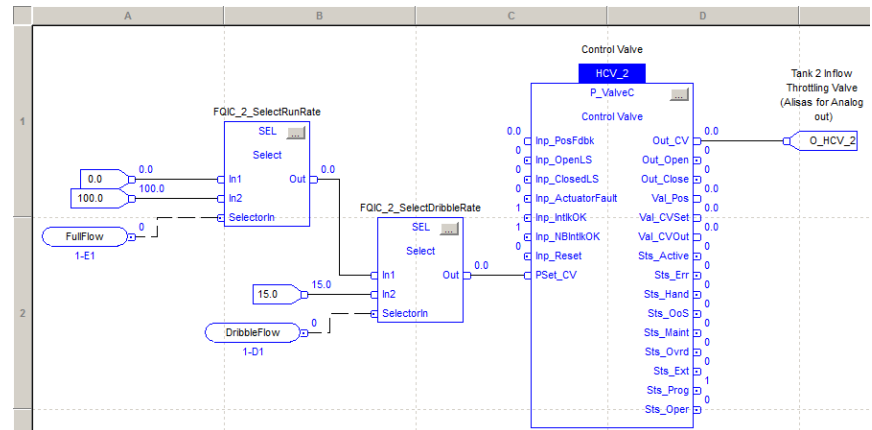 A B C D
1
2
Control Valve
HCV_2
P_ValveC
...
Control Valve
Tank 2 Inflow
Throttling Valve
(Alisas for Analog
out)
O_HCV_2
FQIC_2_SelectRunRate
SEL ...
Select
0.0 0.0 In1 Out 0.0
100.0 100.0 In2
SelectorIn
FullFlow 0
1-E1
FQIC_2_SelectDribbleRate
SEL ...
Select
In1 Out 0.0
15.0 15.0 In2
SelectorIn
DribbleFlow 0
1-D1
0.0 Inp_PosFdbk Out_CV 0.0
0 Inp_OpenLS Out_Open 0
0 Inp_ClosedLS Out_Close 0
0 Inp_ActuatorFault Val_Pos 0.0
1 Inp_IntlkOK Val_CVSet 0.0
1 Inp_NBIntlkOK Val_CVOut 0.0
0 Inp_Reset Sts_Active 0
PSet_CV Sts_Err 0
Sts_Hand 0
Sts_OoS 0
Sts_Maint 0
Sts_Ovrd 0
Sts_Ext 0
Sts_Prog 1
Sts_Oper 0